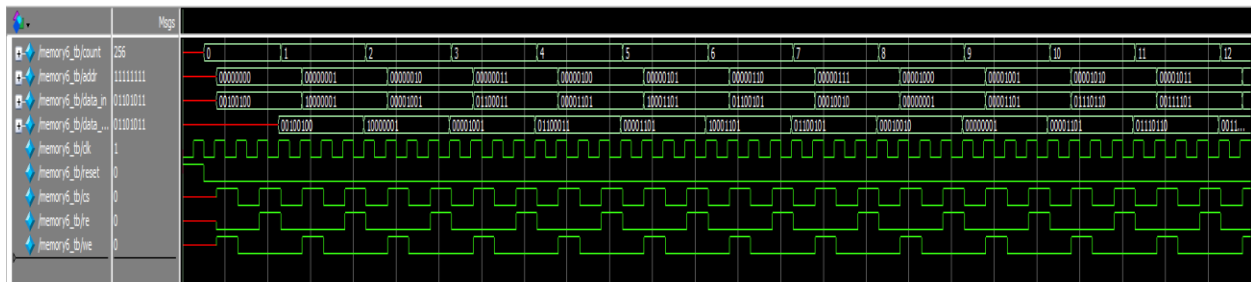 Msgs
/memory6_tb/count 256 0 1 2 3 4 5 6 7 8 9 10 11 12
/memory6_tb/addr 11111111 00000000 00000001 00000010 00000011 00000100 00000101 00000110 00000111 00001000 00001001 00001010 00001011
/memory6_tb/data_in 01101011 00100100 10000001 00001001 01100011 00001101 10001101 01100101 00010010 00000001 00001101 01110110 00111101
/memory6_tb/data_... 01101011 00100100 10000001 00001001 01100011 00001101 10001101 01100101 00010010 00000001 00001101 01110110 0011...
/memory6_tb/clk 1
/memory6_tb/reset 0
/memory6_tb/cs 0
/memory6_tb/re 0
/memory6_tb/we 0